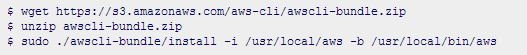 $ wget https://s3.amazonaws.com/aws-cli/awscli-bundle.zip
$ unzip awscli-bundle.zip
$ sudo ./awscli-bundle/install -i /usr/local/aws -b /usr/local/bin/aws